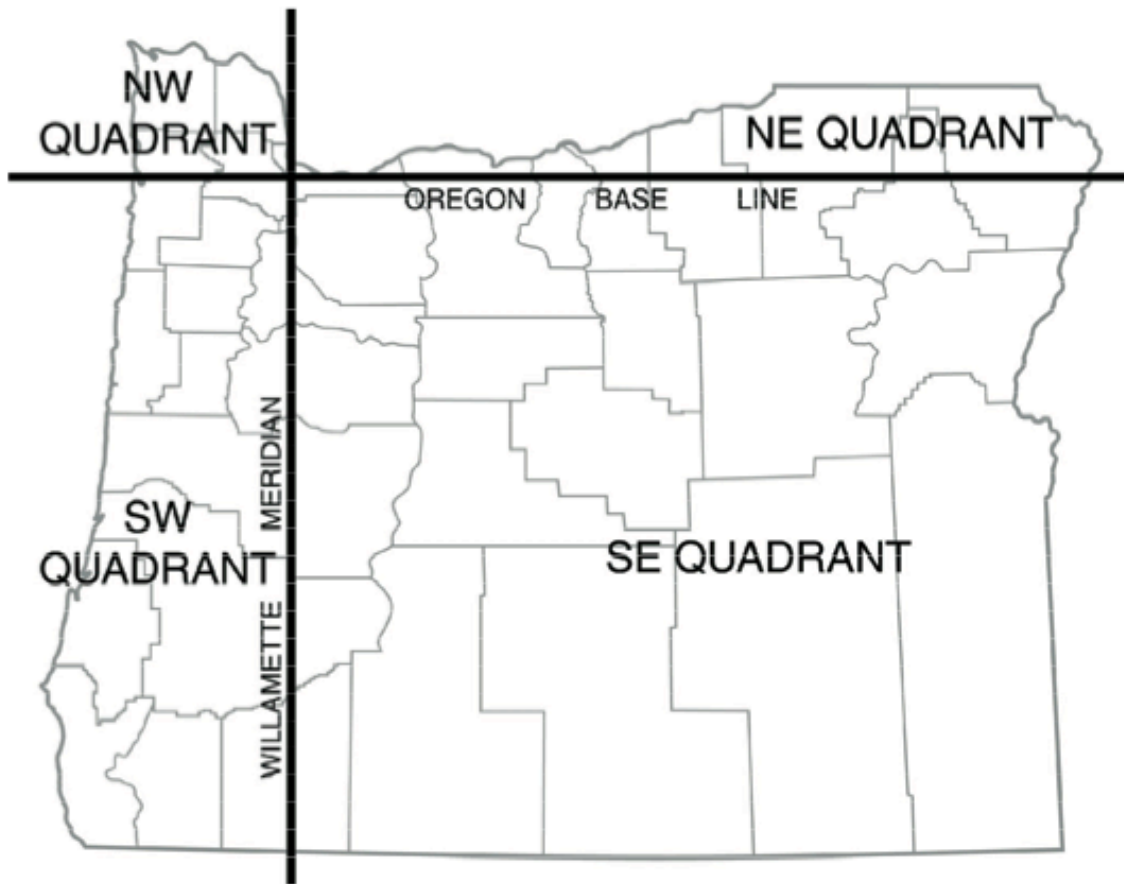 NW
QUADRANT
NE QUADRANT
OREGON BASE LINE
WILLAMETTE MERIDIAN
SW
QUADRANT
SE QUADRANT